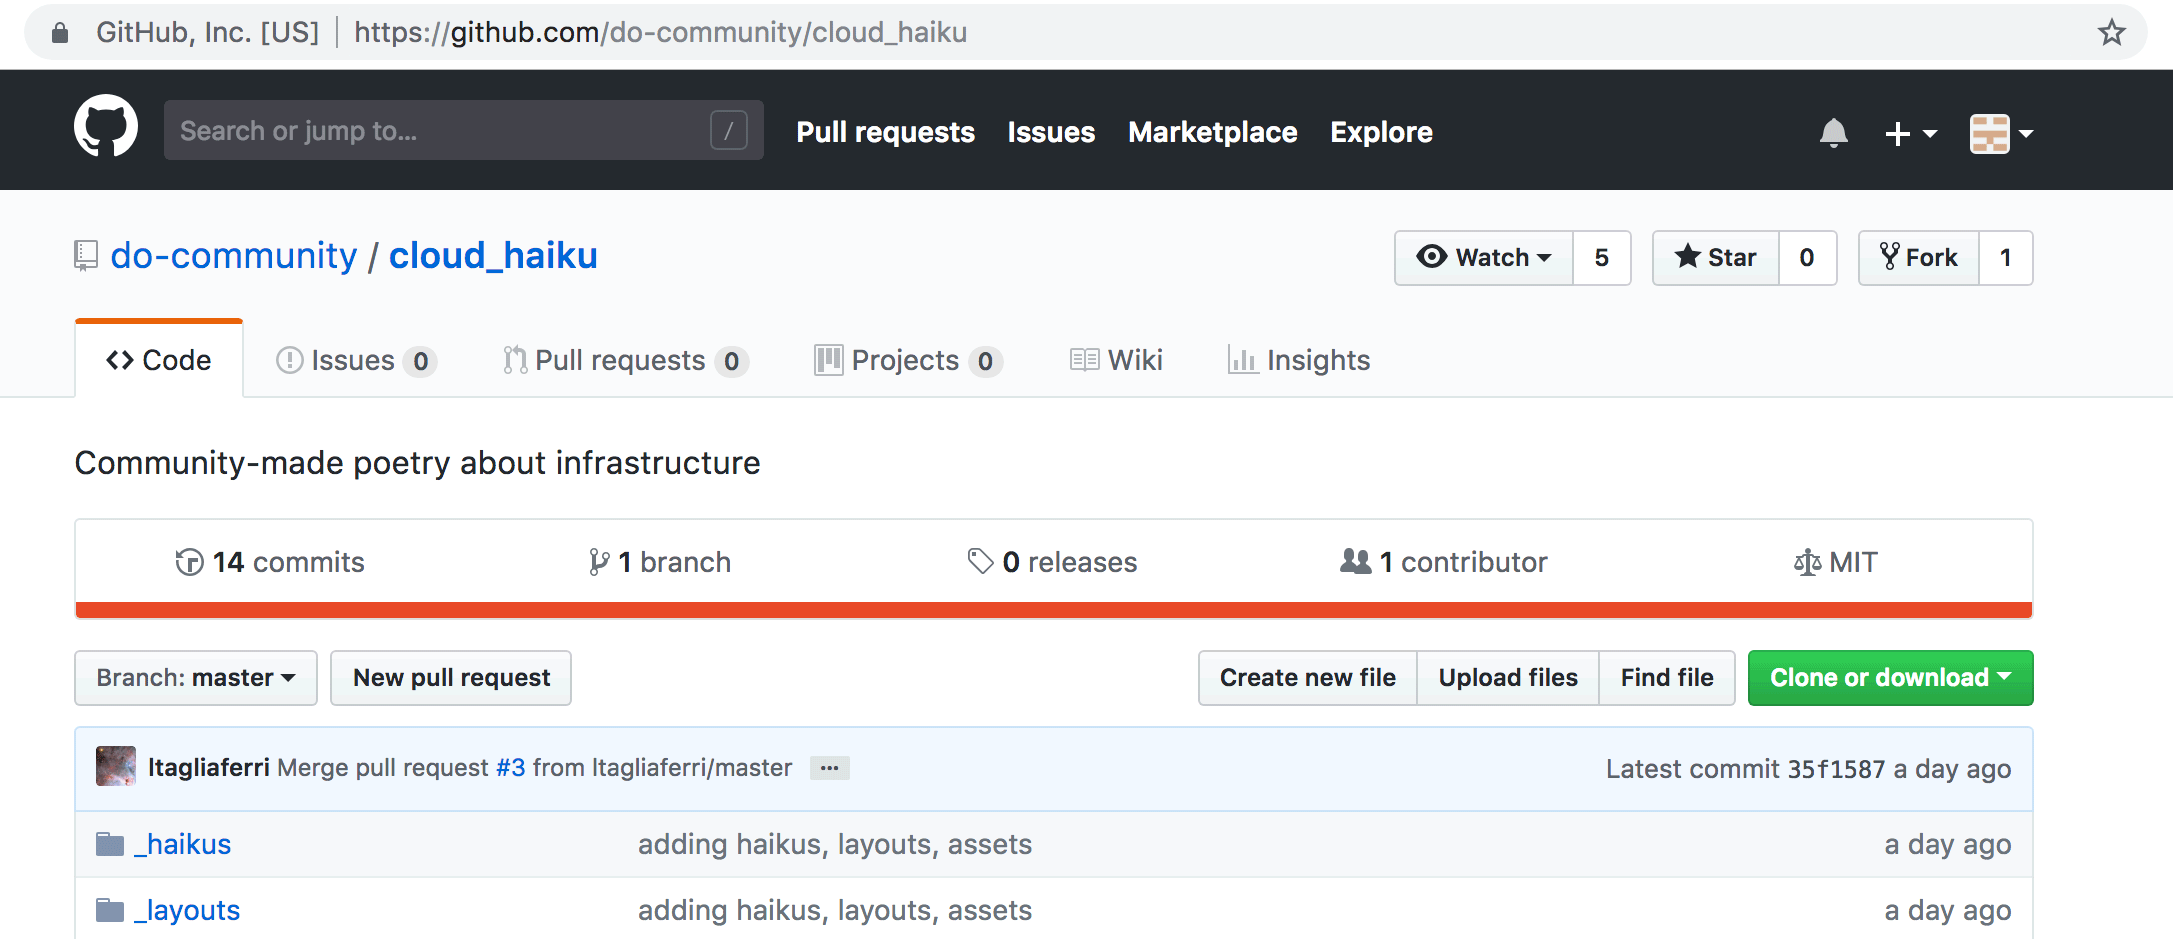 GitHub, Inc. [US] https://github.com/do-community/cloud_haiku
Search or jump to... / Pull requests Issues Marketplace Explore
do-community / cloud_haiku Watch 5 Star 0 Fork 1
Code Issues 0 Pull requests 0 Projects 0 Wiki Insights
Community-made poetry about infrastructure
14 commits 1 branch 0 releases 1 contributor MIT
Branch: master New pull request Create new file Upload files Find file Clone or download
ltagliaferri Merge pull request #3 from ltagliaferri/master ... Latest commit 35f1587 a day ago
_haikus adding haikus, layouts, assets a day ago
_layouts adding haikus, layouts, assets a day ago